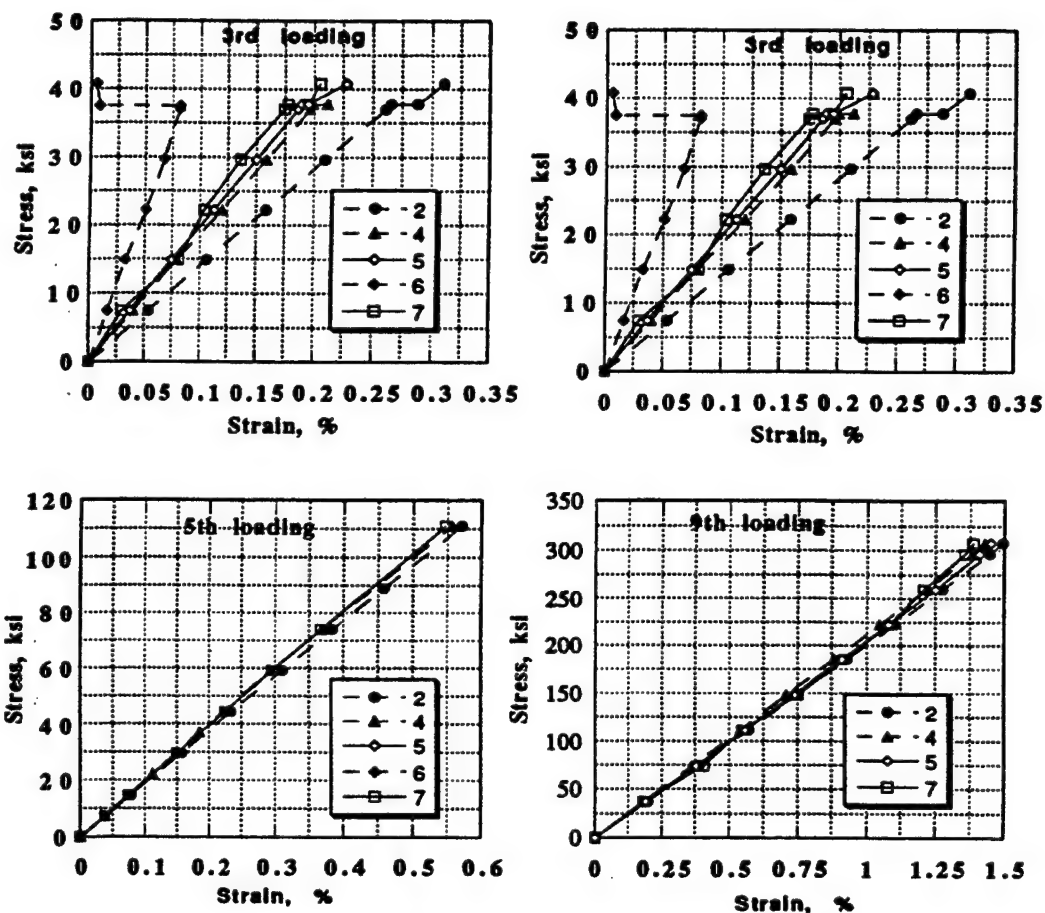 3rd loading
Stress, ksi
50
40
30
20
10
0
2
4
5
6
7
0 0.05 0.1 0.15 0.2 0.25 0.3 0.35
Strain, %
3rd loading
Stress, ksi
50
40
30
20
10
0
2
4
5
6
7
0 0.05 0.1 0.15 0.2 0.25 0.3 0.35
Strain, %
5th loading
Stress, ksi
120
100
80
60
40
20
0
2
4
5
6
7
0 0.1 0.2 0.3 0.4 0.5 0.6
Strain, %
9th loading
Stress, ksi
350
300
250
200
150
100
50
0
2
4
5
7
0 0.25 0.5 0.75 1 1.25 1.5
Strain, %